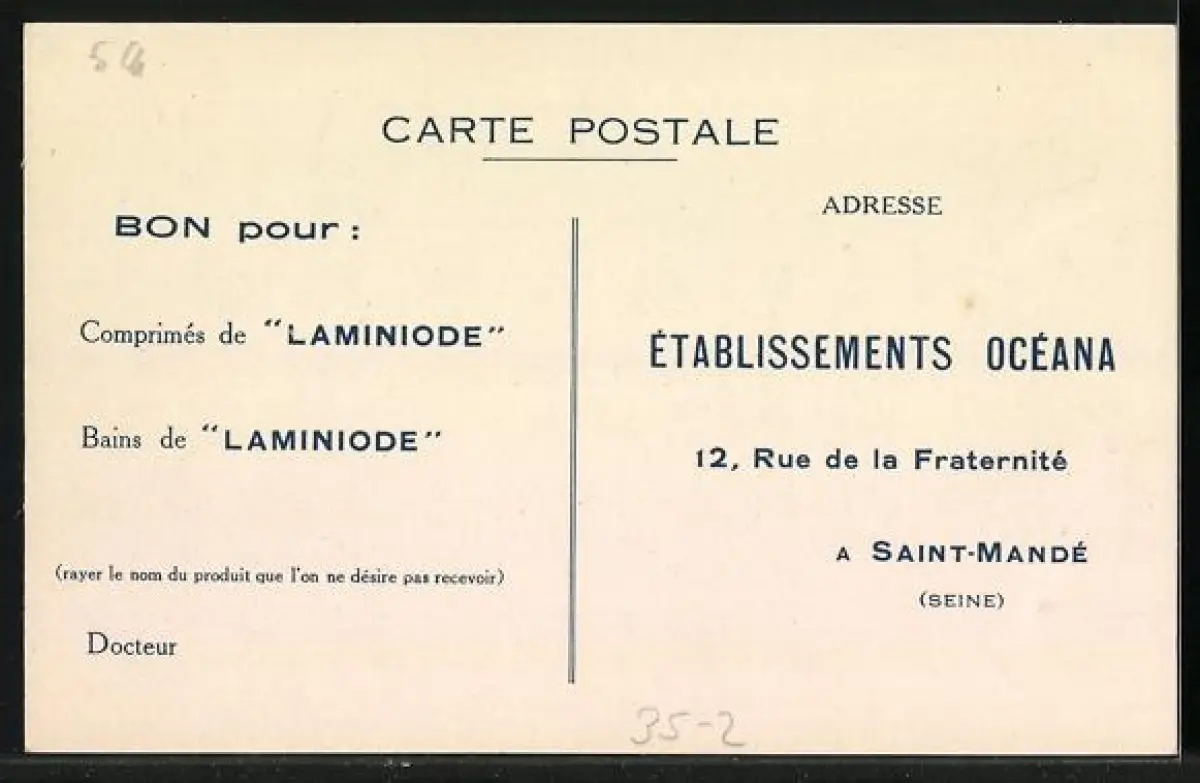 CARTE POSTALE
BON pour :
Comprimés de "LAMINIODE"
Bains de "LAMINIODE"
(rayer le nom du produit que l'on ne désire pas recevoir)
Docteur
ADRESSE
ÉTABLISSEMENTS OCÉANA
12, Rue de la Fraternité
A SAINT-MANDÉ
(SEINE)
35-2